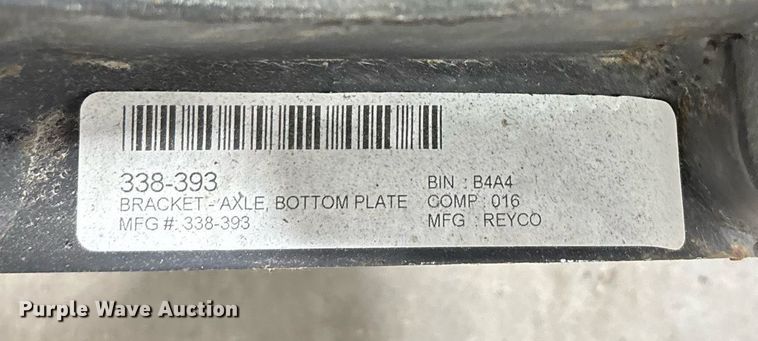 338-393
BIN : B4A4
BRACKET - AXLE, BOTTOM PLATE
COMP : 016
MFG #: 338-393
MFG : REYCO
Purple Wave Auction